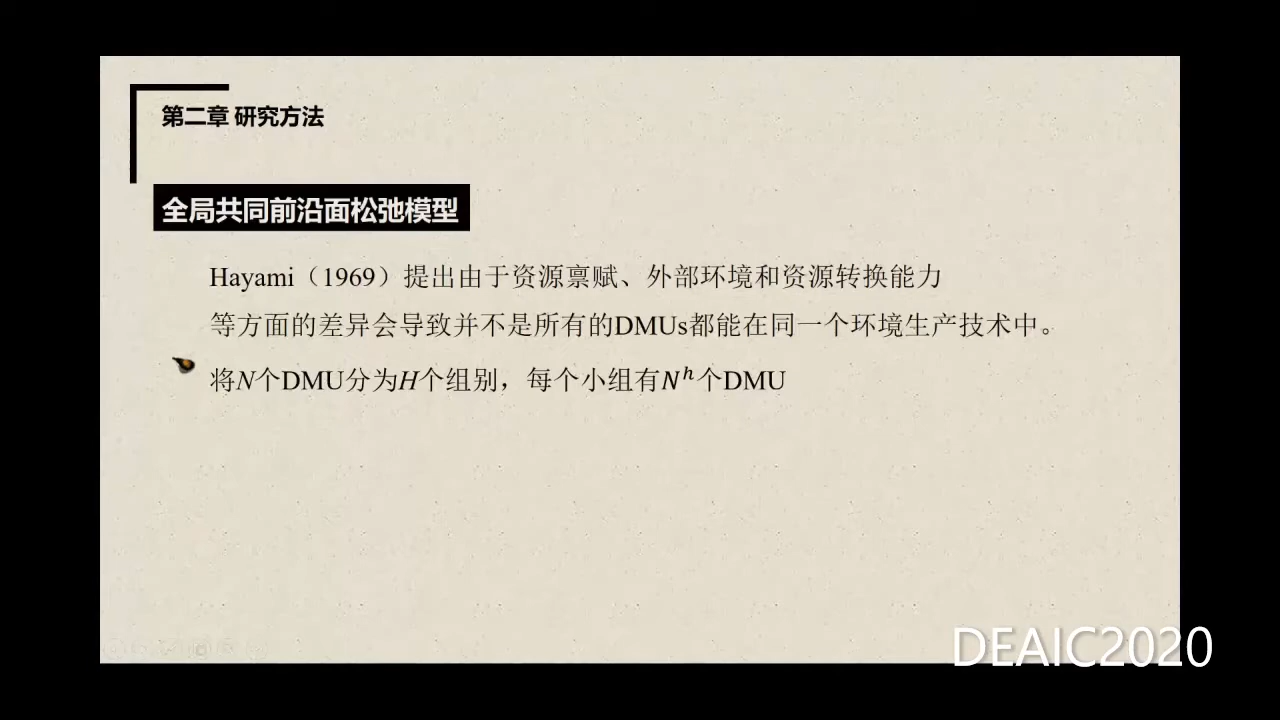 第二章 研究方法
全局共同前沿面松弛模型
Hayami（1969）提出由于资源禀赋、外部环境和资源转换能力
等方面的差异会导致并不是所有的DMUs都能在同一个环境生产技术中。
将N个DMU分为H个组别，每个小组有Nʰ个DMU
DEAIC2020